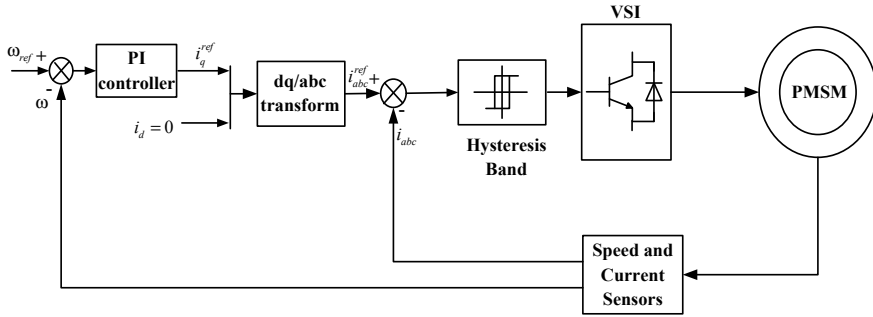 VSI
ω_ref +
PI
controller
i_q^ref
dq/abc
transform
i_abc^ref +
PMSM
ω
-
i_d = 0
-
i_abc
Hysteresis
Band
Speed and
Current
Sensors